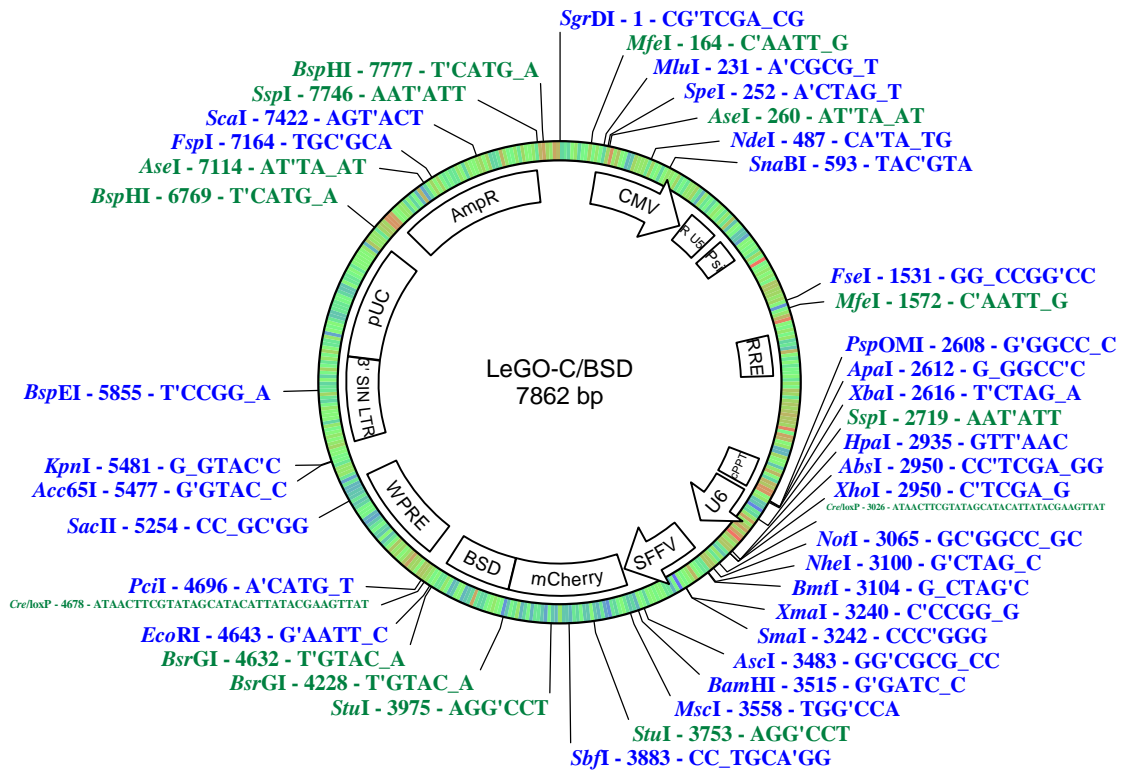 SgrDI - 1 - CG'TCGA_CG
MfeI - 164 - C'AATT_G
MluI - 231 - A'CGCG_T
SpeI - 252 - A'CTAG_T
AseI - 260 - AT'TA_AT
NdeI - 487 - CA'TA_TG
SnaBI - 593 - TAC'GTA
FseI - 1531 - GG_CCGG'CC
MfeI - 1572 - C'AATT_G
PspOMI - 2608 - G'GGCC_C
ApaI - 2612 - G_GGCC'C
XbaI - 2616 - T'CTAG_A
SspI - 2719 - AAT'ATT
HpaI - 2935 - GTT'AAC
AbsI - 2950 - CC'TCGA_GG
XhoI - 2950 - C'TCGA_G
Cre/loxP - 3026 - ATAACTTCGTATAGCATACATTATACGAAGTTAT
NotI - 3065 - GC'GGCC_GC
NheI - 3100 - G'CTAG_C
BmtI - 3104 - G_CTAG'C
XmaI - 3240 - C'CCGG_G
SmaI - 3242 - CCC'GGG
AscI - 3483 - GG'CGCG_CC
BamHI - 3515 - G'GATC_C
MscI - 3558 - TGG'CCA
StuI - 3753 - AGG'CCT
SbfI - 3883 - CC_TGCA'GG
StuI - 3975 - AGG'CCT
BsrGI - 4228 - T'GTAC_A
BsrGI - 4632 - T'GTAC_A
EcoRI - 4643 - G'AATT_C
Cre/loxP - 4678 - ATAACTTCGTATAGCATACATTATACGAAGTTAT
PciI - 4696 - A'CATG_T
SacII - 5254 - CC_GC'GG
Acc65I - 5477 - G'GTAC_C
KpnI - 5481 - G_GTAC'C
BspEI - 5855 - T'CCGG_A
BspHI - 6769 - T'CATG_A
AseI - 7114 - AT'TA_AT
FspI - 7164 - TGC'GCA
ScaI - 7422 - AGT'ACT
SspI - 7746 - AAT'ATT
BspHI - 7777 - T'CATG_A
CMV
R U5
Psi
RRE
cPPT
U6
SFFV
mCherry
BSD
WPRE
3' SIN LTR
pUC
AmpR
LeGO-C/BSD
7862 bp